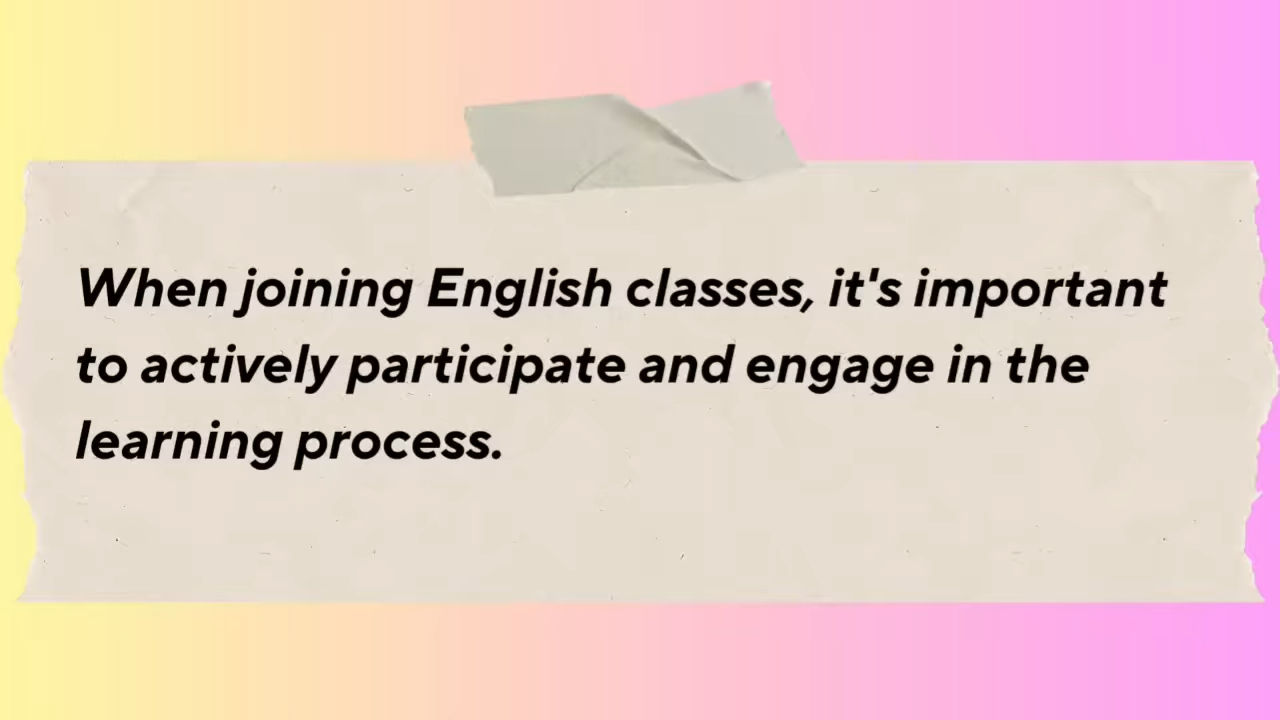 When joining English classes, it's important
to actively participate and engage in the
learning process.